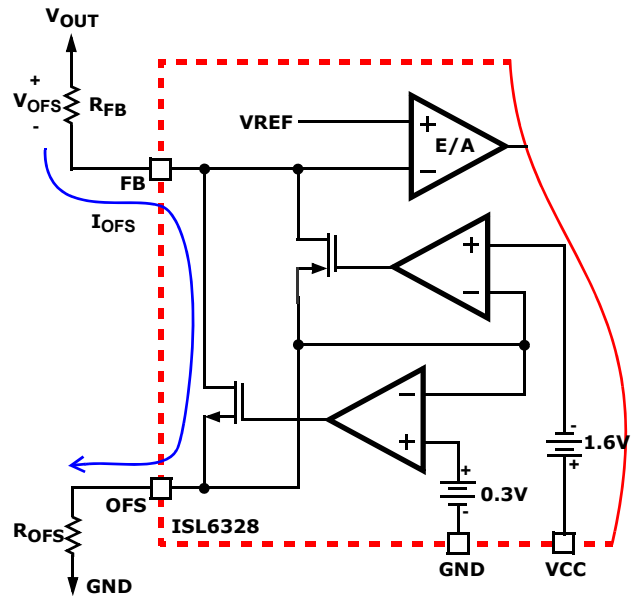 VOUT
+
VOFS
-
RFB
VREF
+
E/A
-
FB
IOFS
+
-
-
+
-
1.6V
+
+
0.3V
-
OFS
ISL6328
ROFS
GND
GND
VCC